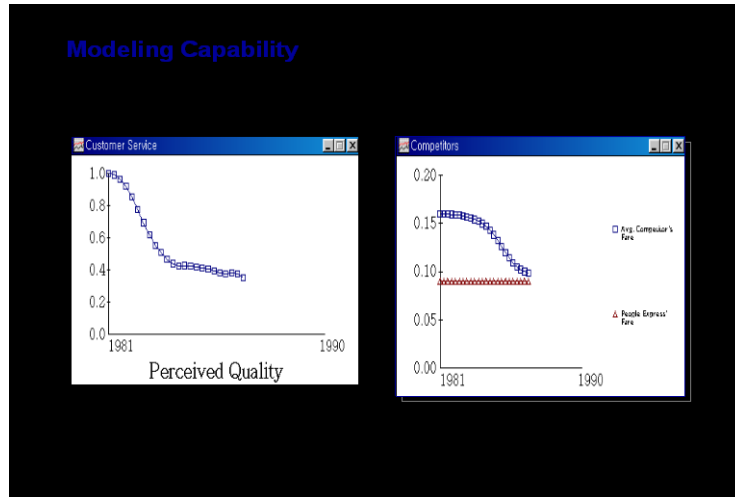 Modeling Capability
Customer Service
1.0
0.8
0.6
0.4
0.2
0.0
1981
1990
Perceived Quality
Competitors
0.20
0.15
0.10
0.05
0.00
1981
1990
Avg. Competitor's
Fare
People Express'
Fare